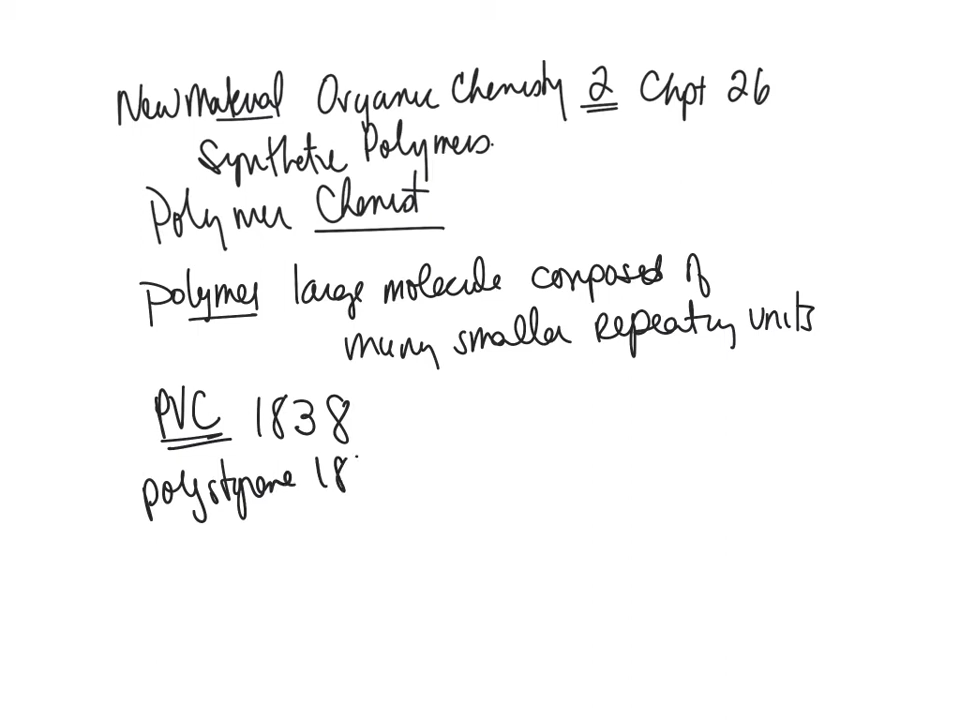 New Material Organic Chemistry 2 Chpt 26
Synthetic Polymers.
Polymer Chemist
polymer large molecule composed of
many smaller repeating units
PVC 1838
polystyrene 18